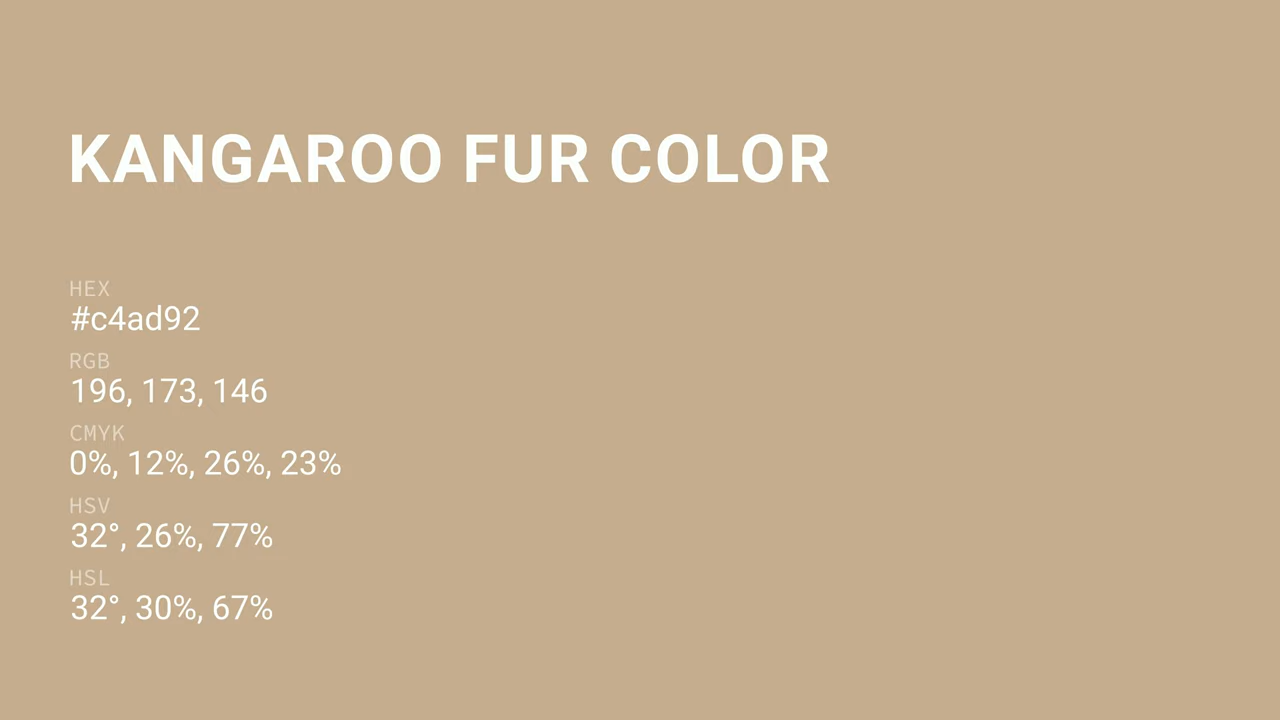 KANGAROO FUR COLOR
HEX
#c4ad92
RGB
196, 173, 146
CMYK
0%, 12%, 26%, 23%
HSV
32°, 26%, 77%
HSL
32°, 30%, 67%